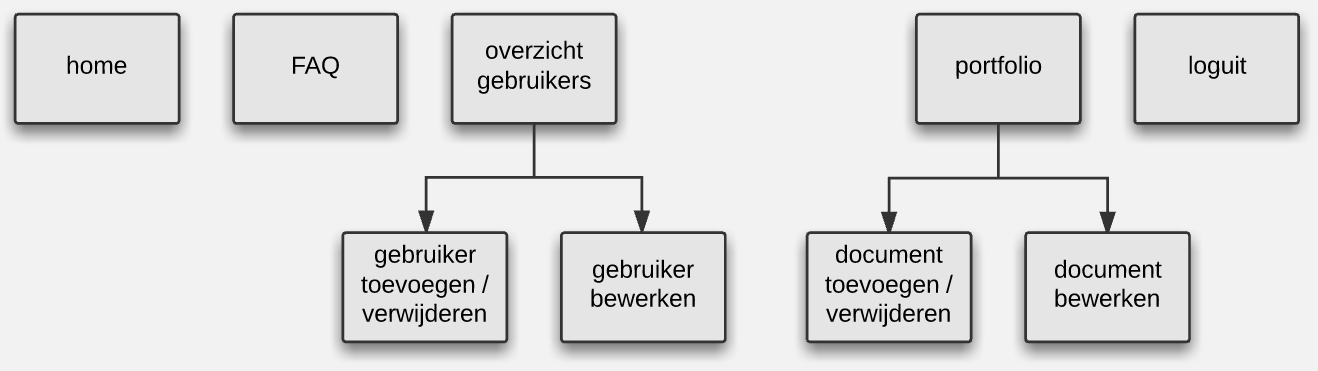 home
FAQ
overzicht
gebruikers
portfolio
loguit
gebruiker
toevoegen /
verwijderen
gebruiker
bewerken
document
toevoegen /
verwijderen
document
bewerken